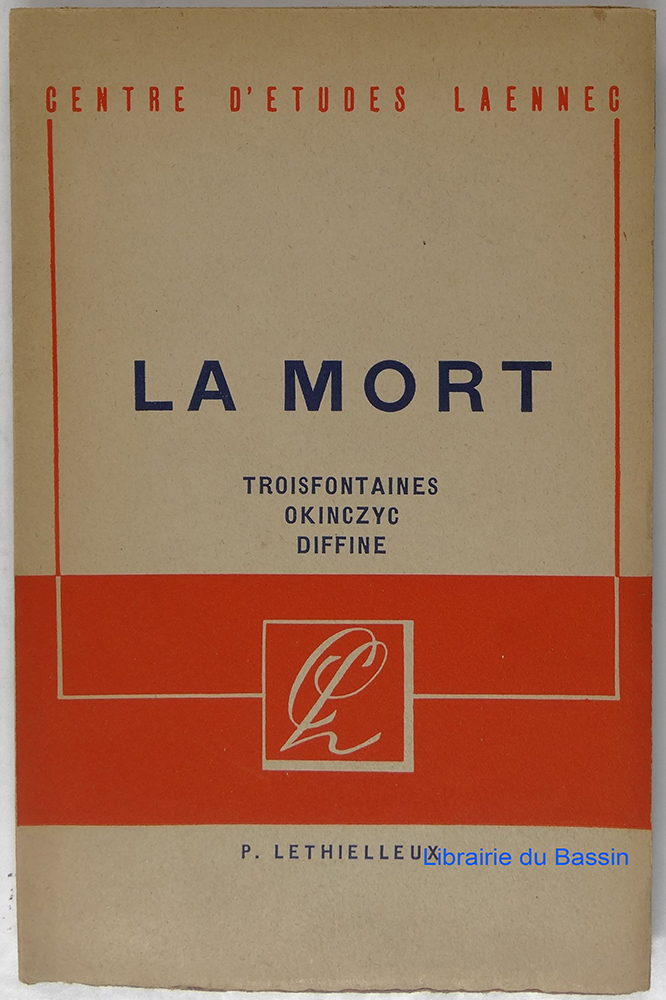 CENTRE D'ETUDES LAENNEC
LA MORT
TROISFONTAINES
OKINCZYC
DIFFINE
P. LETHIELLEUX
Librairie du Bassin